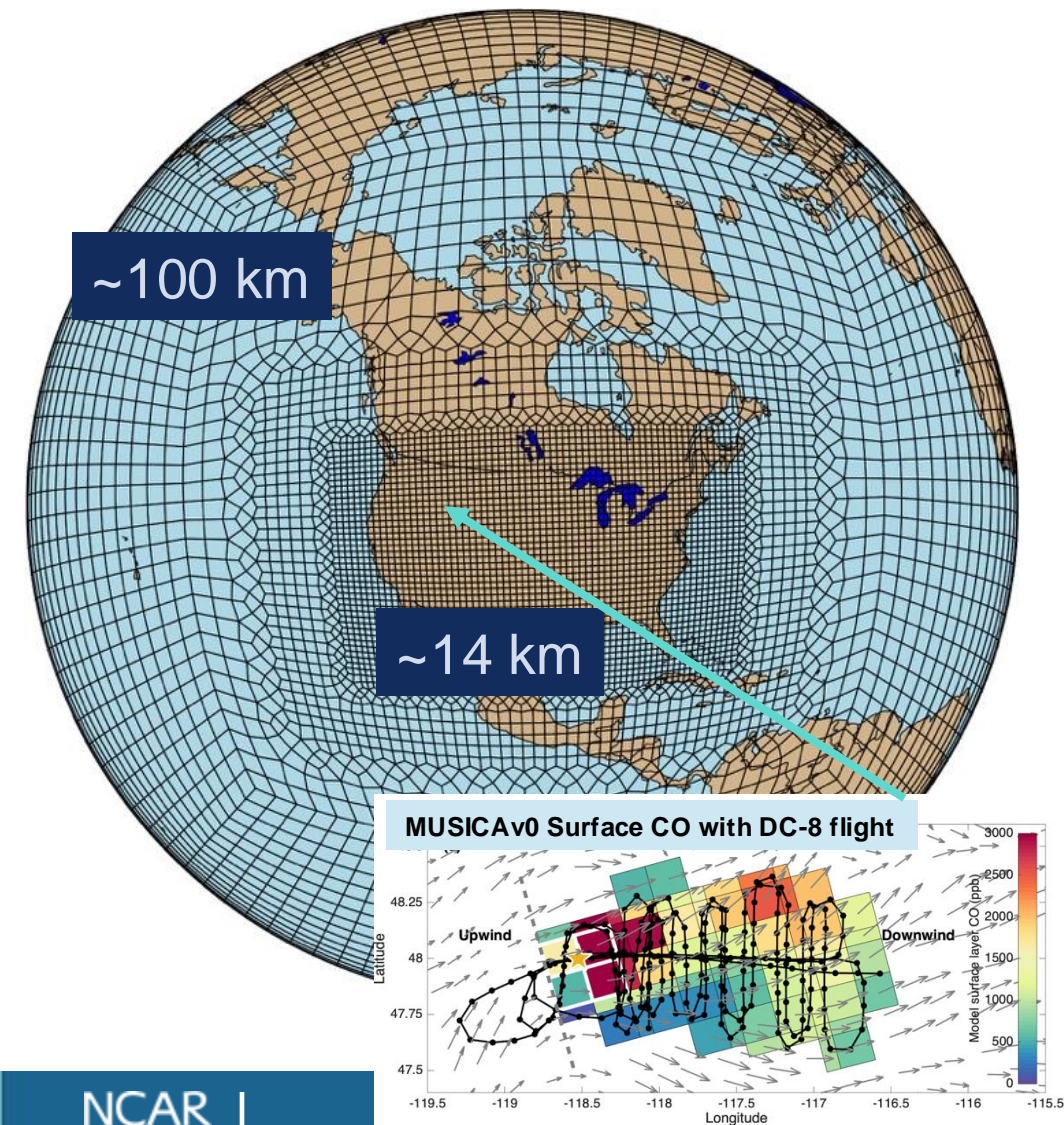 ~100 km
~14 km
MUSICAv0 Surface CO with DC-8 flight
3000
2500
2000
1500
1000
500
0
Model surface layer CO (ppb)
48.25
48
47.75
47.5
Latitude
Upwind
Downwind
-119.5
-119
-118.5
-118
-117.5
-117
-116.5
-116
-115.5
Longitude
NCAR